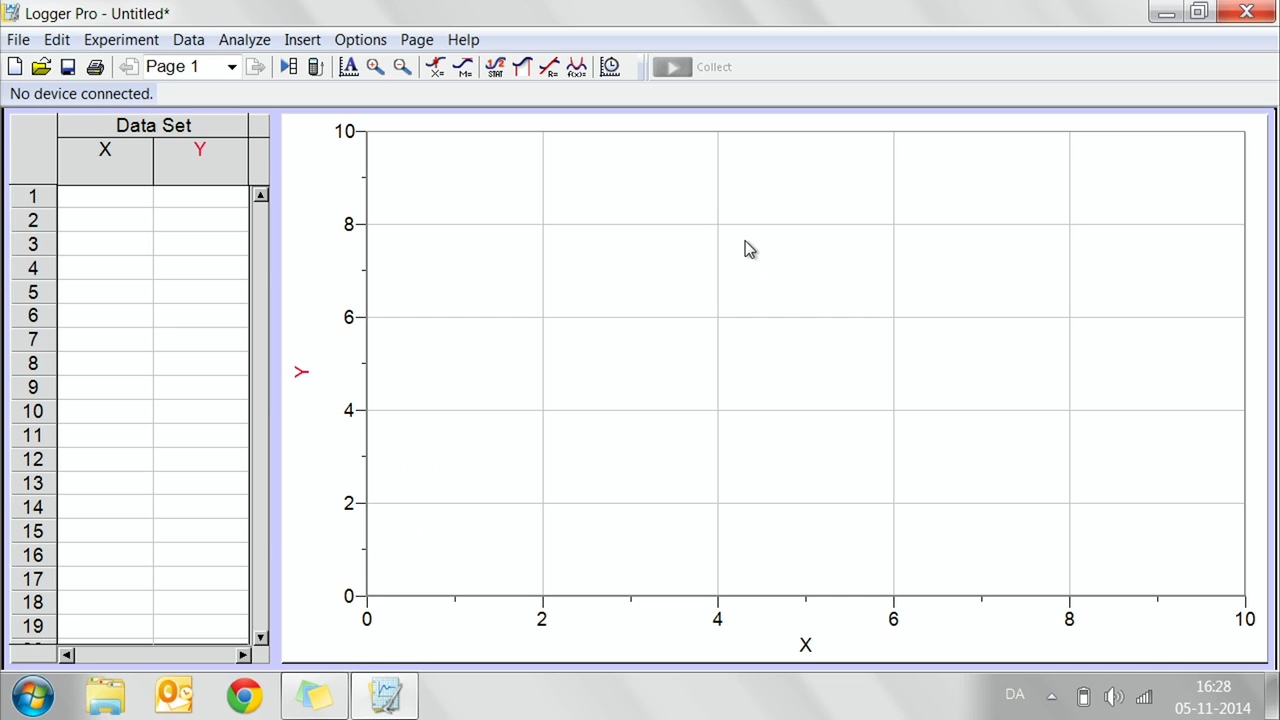 Logger Pro - Untitled*
File Edit Experiment Data Analyze Insert Options Page Help
Page 1 X= M= STAT R= f(x)= Collect
No device connected.
Data Set
X Y
1
2
3
4
5
6
7
8
9
10
11
12
13
14
15
16
17
18
19
10
8
6
4
2
0
Y
0 2 4 6 8 10
X
DA
16:28
05-11-2014